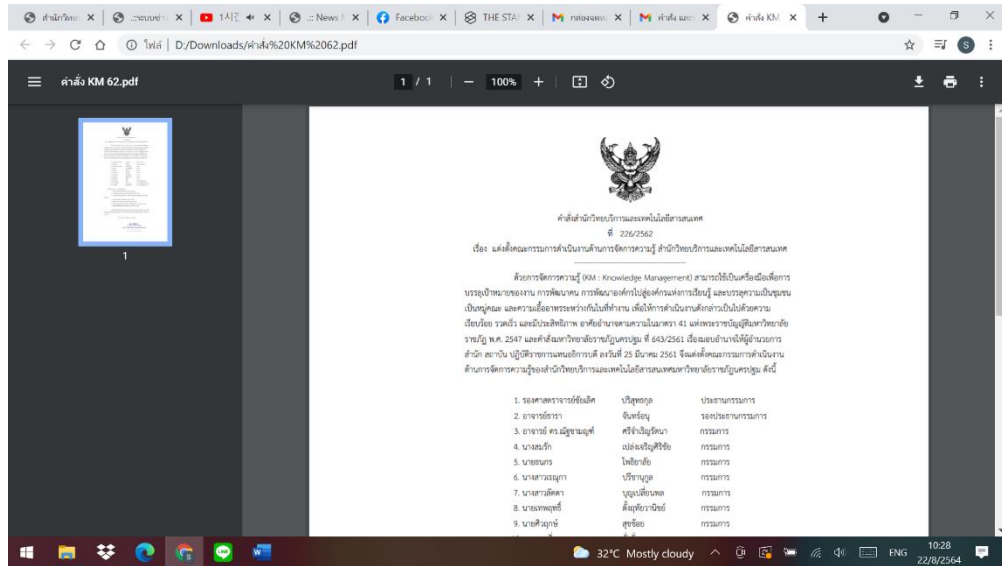 สำนักวิทย
1시간
News
Facebook
THE STA
คำสั่ง KM
ไฟล์ D:/Downloads/คำสั่ง%20KM%2062.pdf
S
คำสั่ง KM 62.pdf
1 / 1
100%
1
คำสั่งสำนักวิทยบริการและเทคโนโลยีสารสนเทศ
ที่ 226/2562
เรื่อง แต่งตั้งคณะกรรมการดำเนินงานด้านการจัดการความรู้ สำนักวิทยบริการและเทคโนโลยีสารสนเทศ
ด้วยการจัดการความรู้ (KM : Knowledge Management) สามารถใช้เป็นเครื่องมือเพื่อการ
บรรลุเป้าหมายของงาน การพัฒนาคน การพัฒนาองค์กรไปสู่องค์กรแห่งการเรียนรู้ และบรรลุความเป็นชุมชน
เป็นหมู่คณะ และความเอื้ออาทรระหว่างกันในที่ทำงาน เพื่อให้การดำเนินงานดังกล่าวเป็นไปด้วยความ
เรียบร้อย รวดเร็ว และมีประสิทธิภาพ อาศัยอำนาจตามความในมาตรา 41 แห่งพระราชบัญญัติมหาวิทยาลัย
ราชภัฏ พ.ศ. 2547 และคำสั่งมหาวิทยาลัยราชภัฏนครปฐม ที่ 643/2561 เรื่องมอบอำนาจให้ผู้อำนวยการ
สำนัก สถาบัน ปฏิบัติราชการแทนอธิการบดี ลงวันที่ 25 มีนาคม 2561 จึงแต่งตั้งคณะกรรมการดำเนินงาน
ด้านการจัดการความรู้ของสำนักวิทยบริการและเทคโนโลยีสารสนเทศมหาวิทยาลัยราชภัฏนครปฐม ดังนี้
1. รองศาสตราจารย์ชัยเลิศ ปริสุทธกุล ประธานกรรมการ
2. อาจารย์ธารา จันทร์อนุ รองประธานกรรมการ
3. อาจารย์ ดร.ณัฐชามญฑ์ ศรีจำเริญรัตนา กรรมการ
4. นางสมรัก เปล่งเจริญศิริชัย กรรมการ
5. นายธนกร โพธิยาลัย กรรมการ
6. นางสาวเรณุกา ปรีชานุกูล กรรมการ
7. นางสาวลัดดา บุญเปลี่ยนพล กรรมการ
8. นายเทพฤทธิ์ ตั้งฤทัยวานิชย์ กรรมการ
9. นายศิวฤกษ์ สุขช้อย กรรมการ
32°C Mostly cloudy ENG 10:28
22/8/2564